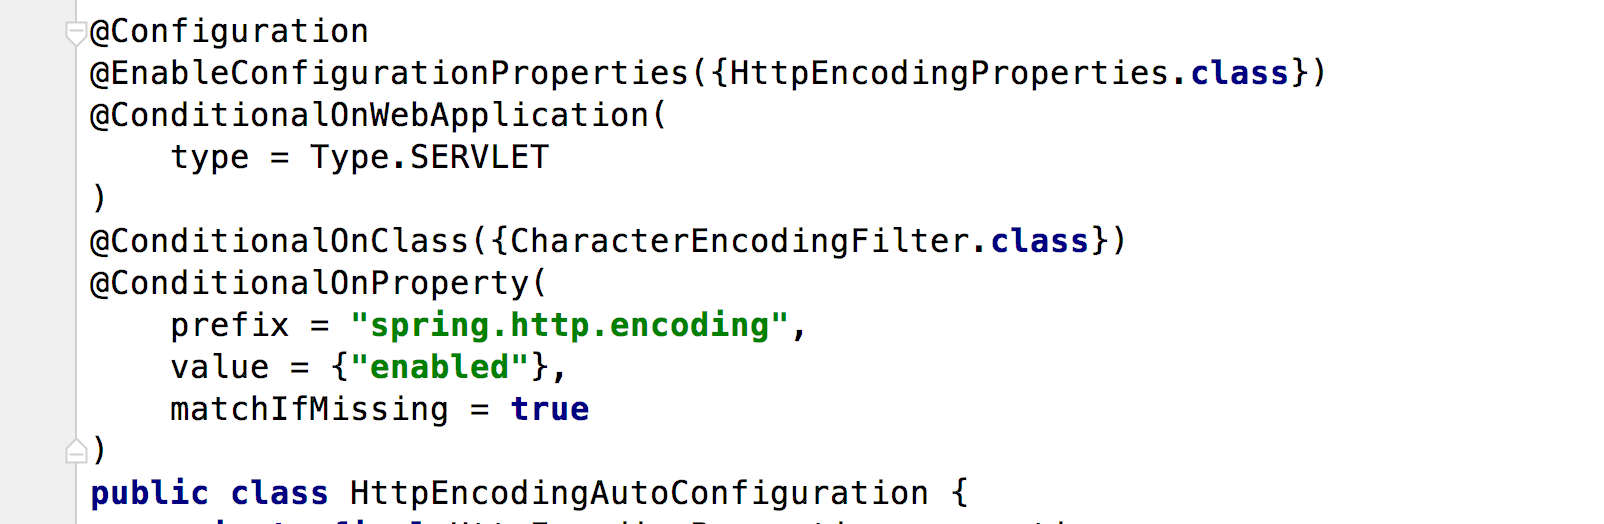 @Configuration
@EnableConfigurationProperties({HttpEncodingProperties.class})
@ConditionalOnWebApplication(
    type = Type.SERVLET
)
@ConditionalOnClass({CharacterEncodingFilter.class})
@ConditionalOnProperty(
    prefix = "spring.http.encoding",
    value = {"enabled"},
    matchIfMissing = true
)
public class HttpEncodingAutoConfiguration {